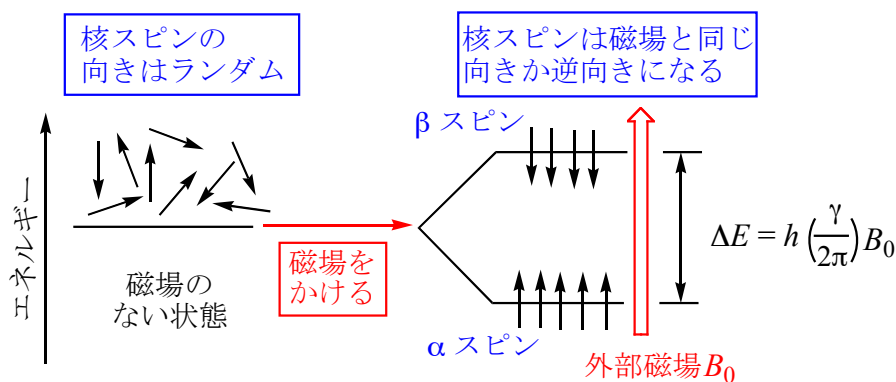 核スピンの
向きはランダム
核スピンは磁場と同じ
向きか逆向きになる
エネルギー
磁場の
ない状態
磁場を
かける
β スピン
α スピン
外部磁場B₀
ΔE = h (γ/2π) B₀